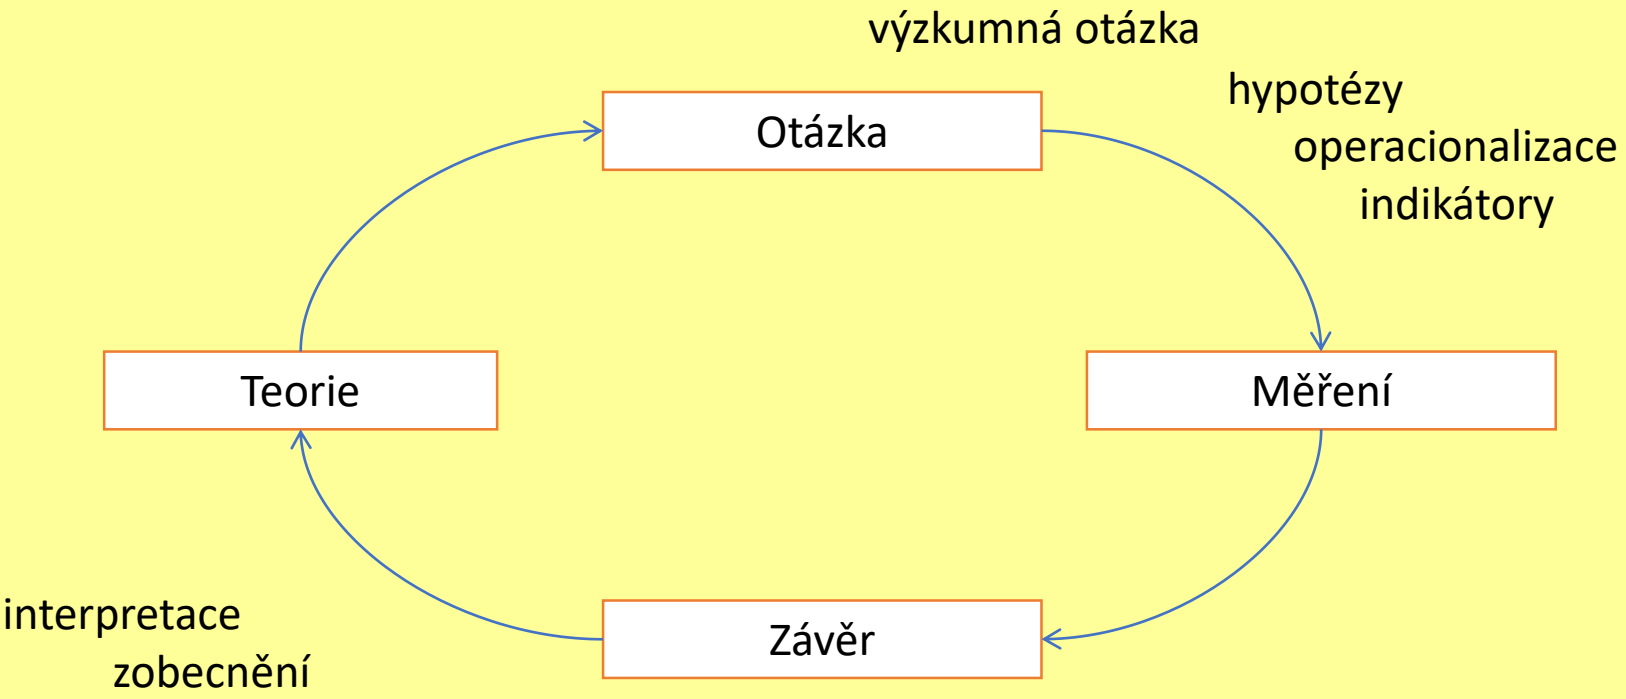 výzkumná otázka
hypotézy
Otázka
operacionalizace
indikátory
Teorie
Měření
interpretace
Závěr
zobecnění